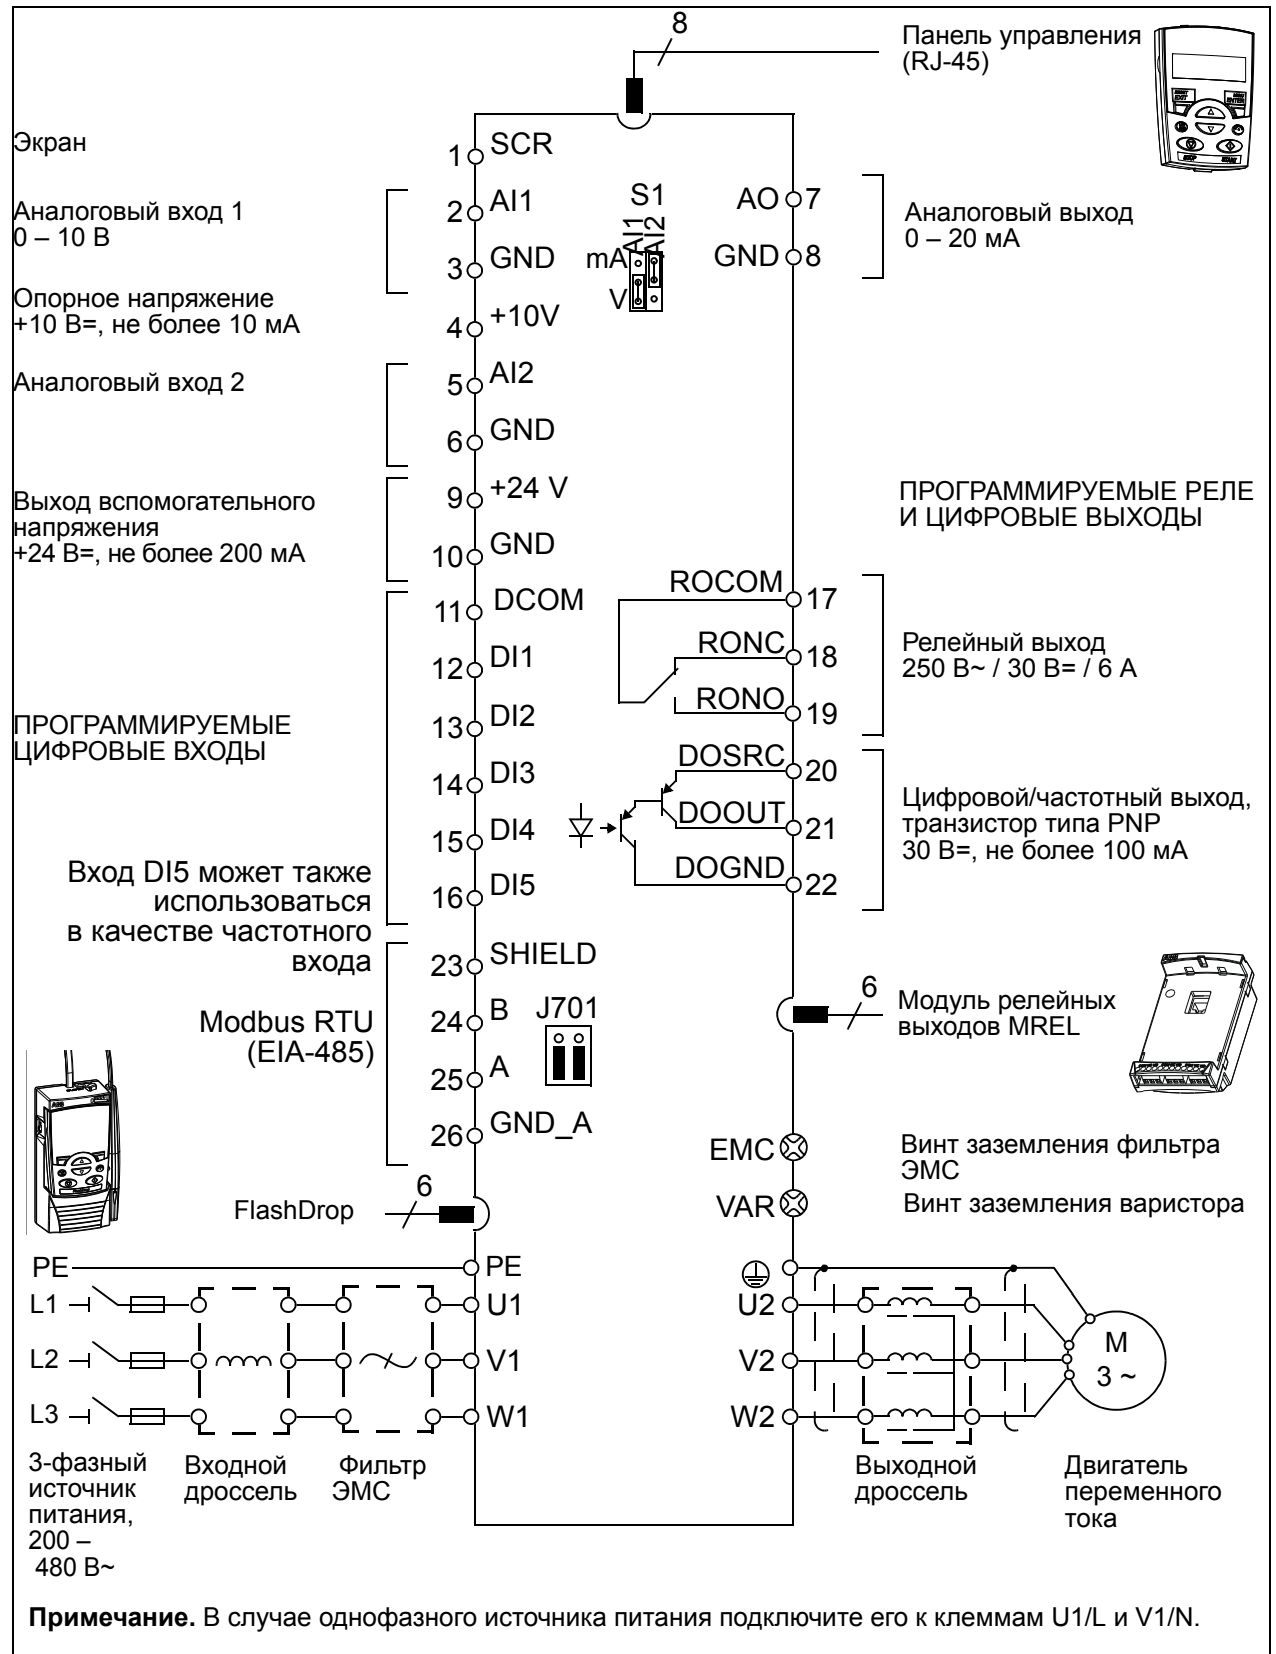 8
Панель управления
(RJ-45)
Экран
1 SCR
Аналоговый вход 1
0 – 10 В
2 AI1
3 GND
S1
AI1
AI2
mA
V
AO 7
GND 8
Аналоговый выход
0 – 20 мА
Опорное напряжение
+10 В=, не более 10 мА
4 +10V
Аналоговый вход 2
5 AI2
6 GND
Выход вспомогательного
напряжения
+24 В=, не более 200 мА
9 +24 V
10 GND
ПРОГРАММИРУЕМЫЕ РЕЛЕ
И ЦИФРОВЫЕ ВЫХОДЫ
11 DCOM
12 DI1
13 DI2
14 DI3
15 DI4
16 DI5
ПРОГРАММИРУЕМЫЕ
ЦИФРОВЫЕ ВХОДЫ
Вход DI5 может также
использоваться
в качестве частотного
входа
ROCOM 17
RONC 18
RONO 19
Релейный выход
250 В~ / 30 В= / 6 А
DOSRC 20
DOOUT 21
DOGND 22
Цифровой/частотный выход,
транзистор типа PNP
30 В=, не более 100 мА
23 SHIELD
24 B
25 A
26 GND_A
J701
Modbus RTU
(EIA-485)
6
Модуль релейных
выходов MREL
EMC
Винт заземления фильтра
ЭМС
VAR
Винт заземления варистора
FlashDrop
6
PE
PE
L1
U1
U2
L2
V1
V2
L3
W1
W2
M
3 ~
3-фазный
источник
питания,
200 –
480 В~
Входной
дроссель
Фильтр
ЭМС
Выходной
дроссель
Двигатель
переменного
тока
Примечание. В случае однофазного источника питания подключите его к клеммам U1/L и V1/N.